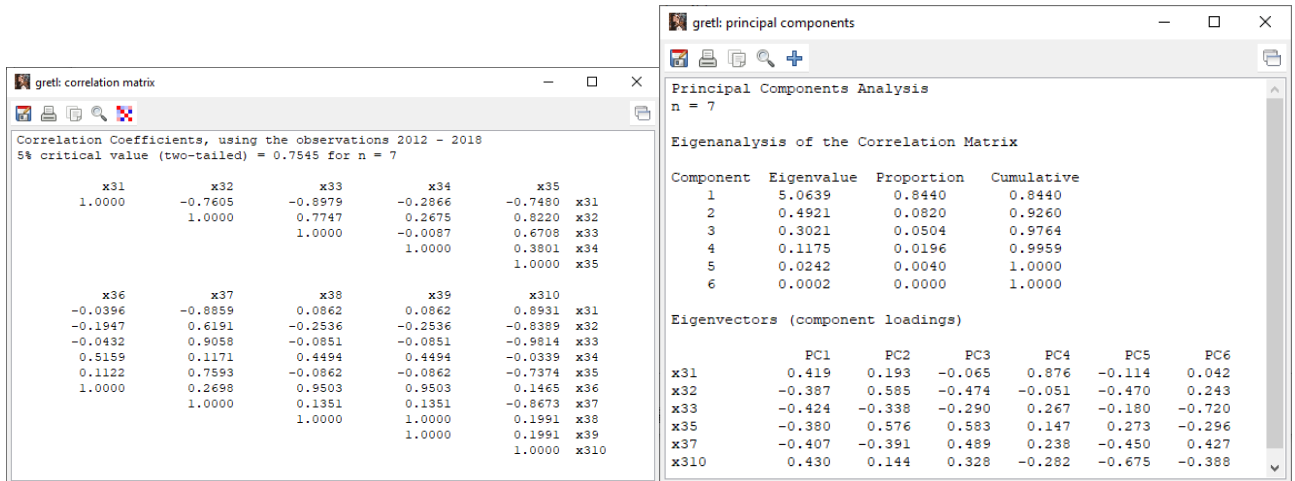 gretl: correlation matrix
Correlation Coefficients, using the observations 2012 - 2018
5% critical value (two-tailed) = 0.7545 for n = 7
x31 x32 x33 x34 x35
1.0000 -0.7605 -0.8979 -0.2866 -0.7480 x31
1.0000 0.7747 0.2675 0.8220 x32
1.0000 -0.0087 0.6708 x33
1.0000 0.3801 x34
1.0000 x35
x36 x37 x38 x39 x310
-0.0396 -0.8859 0.0862 0.0862 0.8931 x31
-0.1947 0.6191 -0.2536 -0.2536 -0.8389 x32
-0.0432 0.9058 -0.0851 -0.0851 -0.9814 x33
0.5159 0.1171 0.4494 0.4494 -0.0339 x34
0.1122 0.7593 -0.0862 -0.0862 -0.7374 x35
1.0000 0.2698 0.9503 0.9503 0.1465 x36
1.0000 0.1351 0.1351 -0.8673 x37
1.0000 1.0000 0.1991 x38
1.0000 0.1991 x39
1.0000 x310
gretl: principal components
Principal Components Analysis
n = 7
Eigenanalysis of the Correlation Matrix
Component Eigenvalue Proportion Cumulative
1 5.0639 0.8440 0.8440
2 0.4921 0.0820 0.9260
3 0.3021 0.0504 0.9764
4 0.1175 0.0196 0.9959
5 0.0242 0.0040 1.0000
6 0.0002 0.0000 1.0000
Eigenvectors (component loadings)
PC1 PC2 PC3 PC4 PC5 PC6
x31 0.419 0.193 -0.065 0.876 -0.114 0.042
x32 -0.387 0.585 -0.474 -0.051 -0.470 0.243
x33 -0.424 -0.338 -0.290 0.267 -0.180 -0.720
x35 -0.380 0.576 0.583 0.147 0.273 -0.296
x37 -0.407 -0.391 0.489 0.238 -0.450 0.427
x310 0.430 0.144 0.328 -0.282 -0.675 -0.388